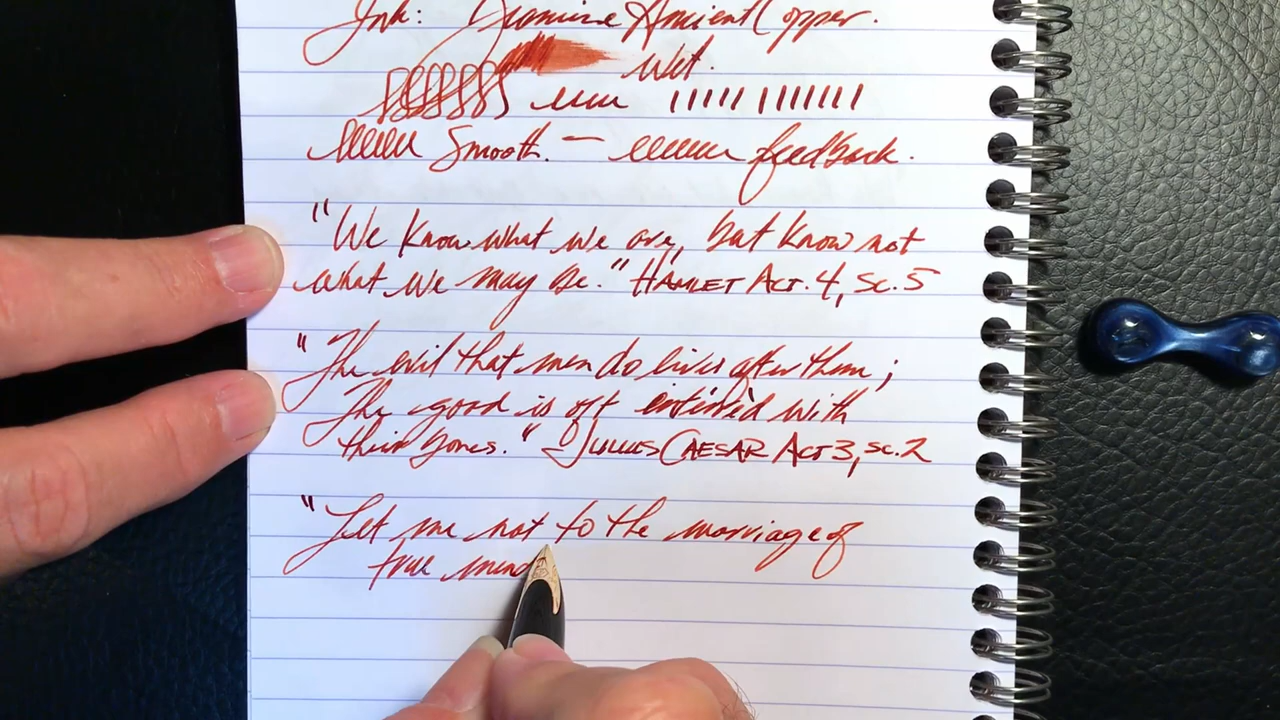 Ink: Diamine Ancient Copper.
Wet.
Smooth. — feedback.
"We know what we are, but know not
what we may be." HAMLET ACT. 4, SC. 5
"The evil that men do lives after them;
The good is oft interrèd with
their bones." JULIUS CAESAR ACT 3, SC. 2
"Let me not to the marriage of
true mind